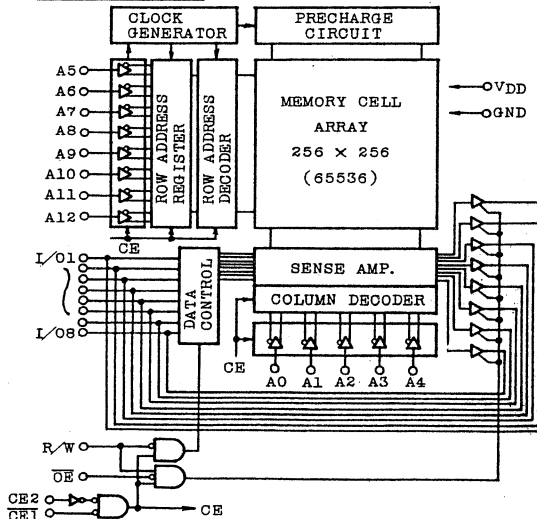 CLOCK
GENERATOR
PRECHARGE
CIRCUIT
A5
A6
A7
A8
A9
A10
A11
A12
ROW ADDRESS
REGISTER
ROW ADDRESS
DECODER
MEMORY CELL
ARRAY
256 × 256
(65536)
VDD
GND
CE
I/O1
I/O8
DATA
CONTROL
SENSE AMP.
COLUMN DECODER
CE
A0 A1 A2 A3 A4
R/W
OE
CE2
CE1
CE